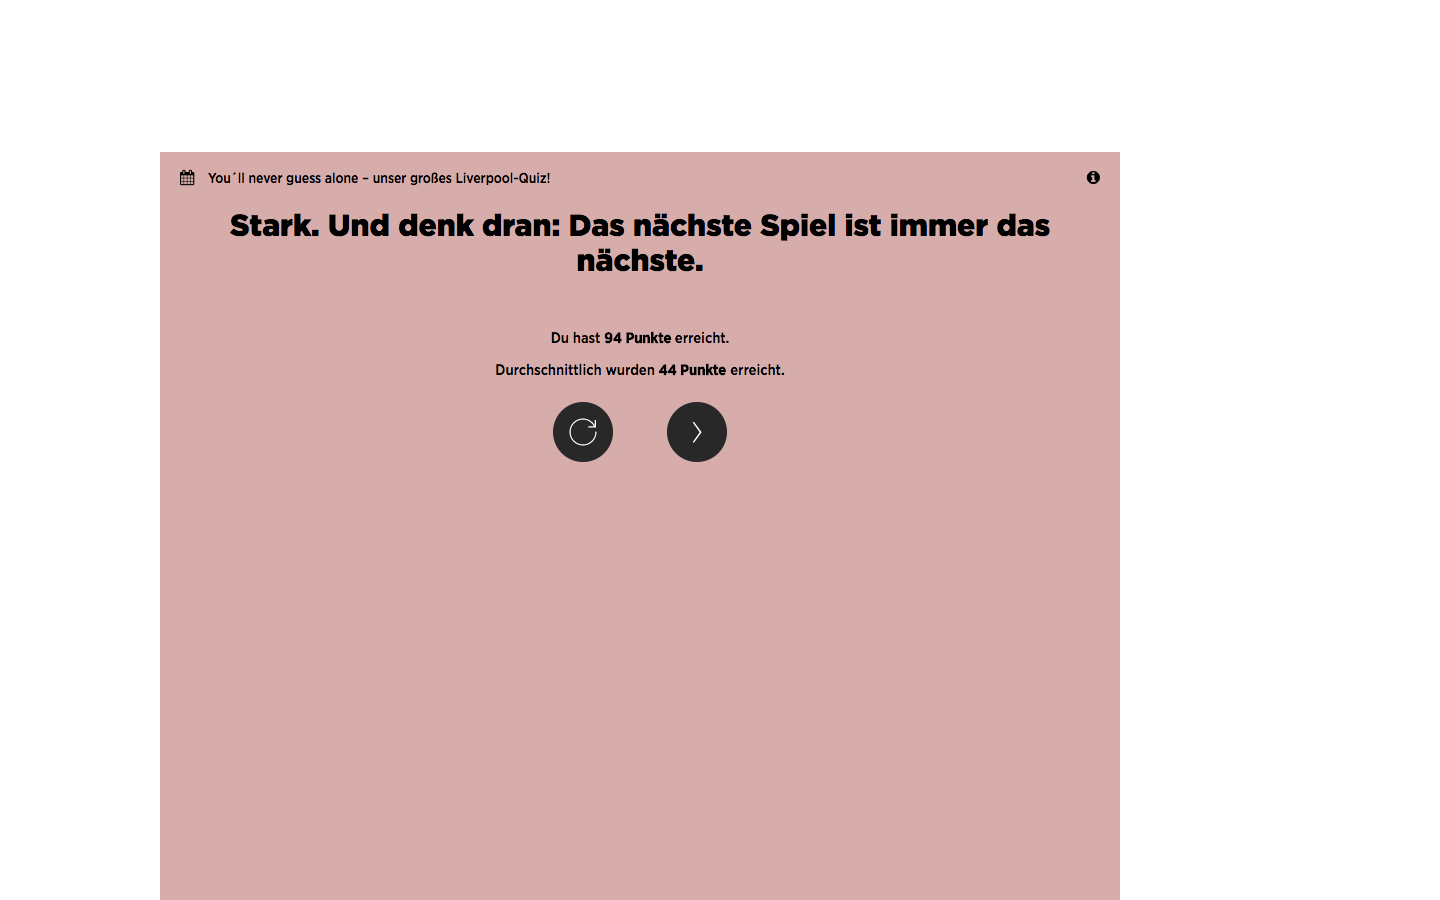 You´ll never guess alone – unser großes Liverpool-Quiz!
Stark. Und denk dran: Das nächste Spiel ist immer das
nächste.
Du hast 94 Punkte erreicht.
Durchschnittlich wurden 44 Punkte erreicht.